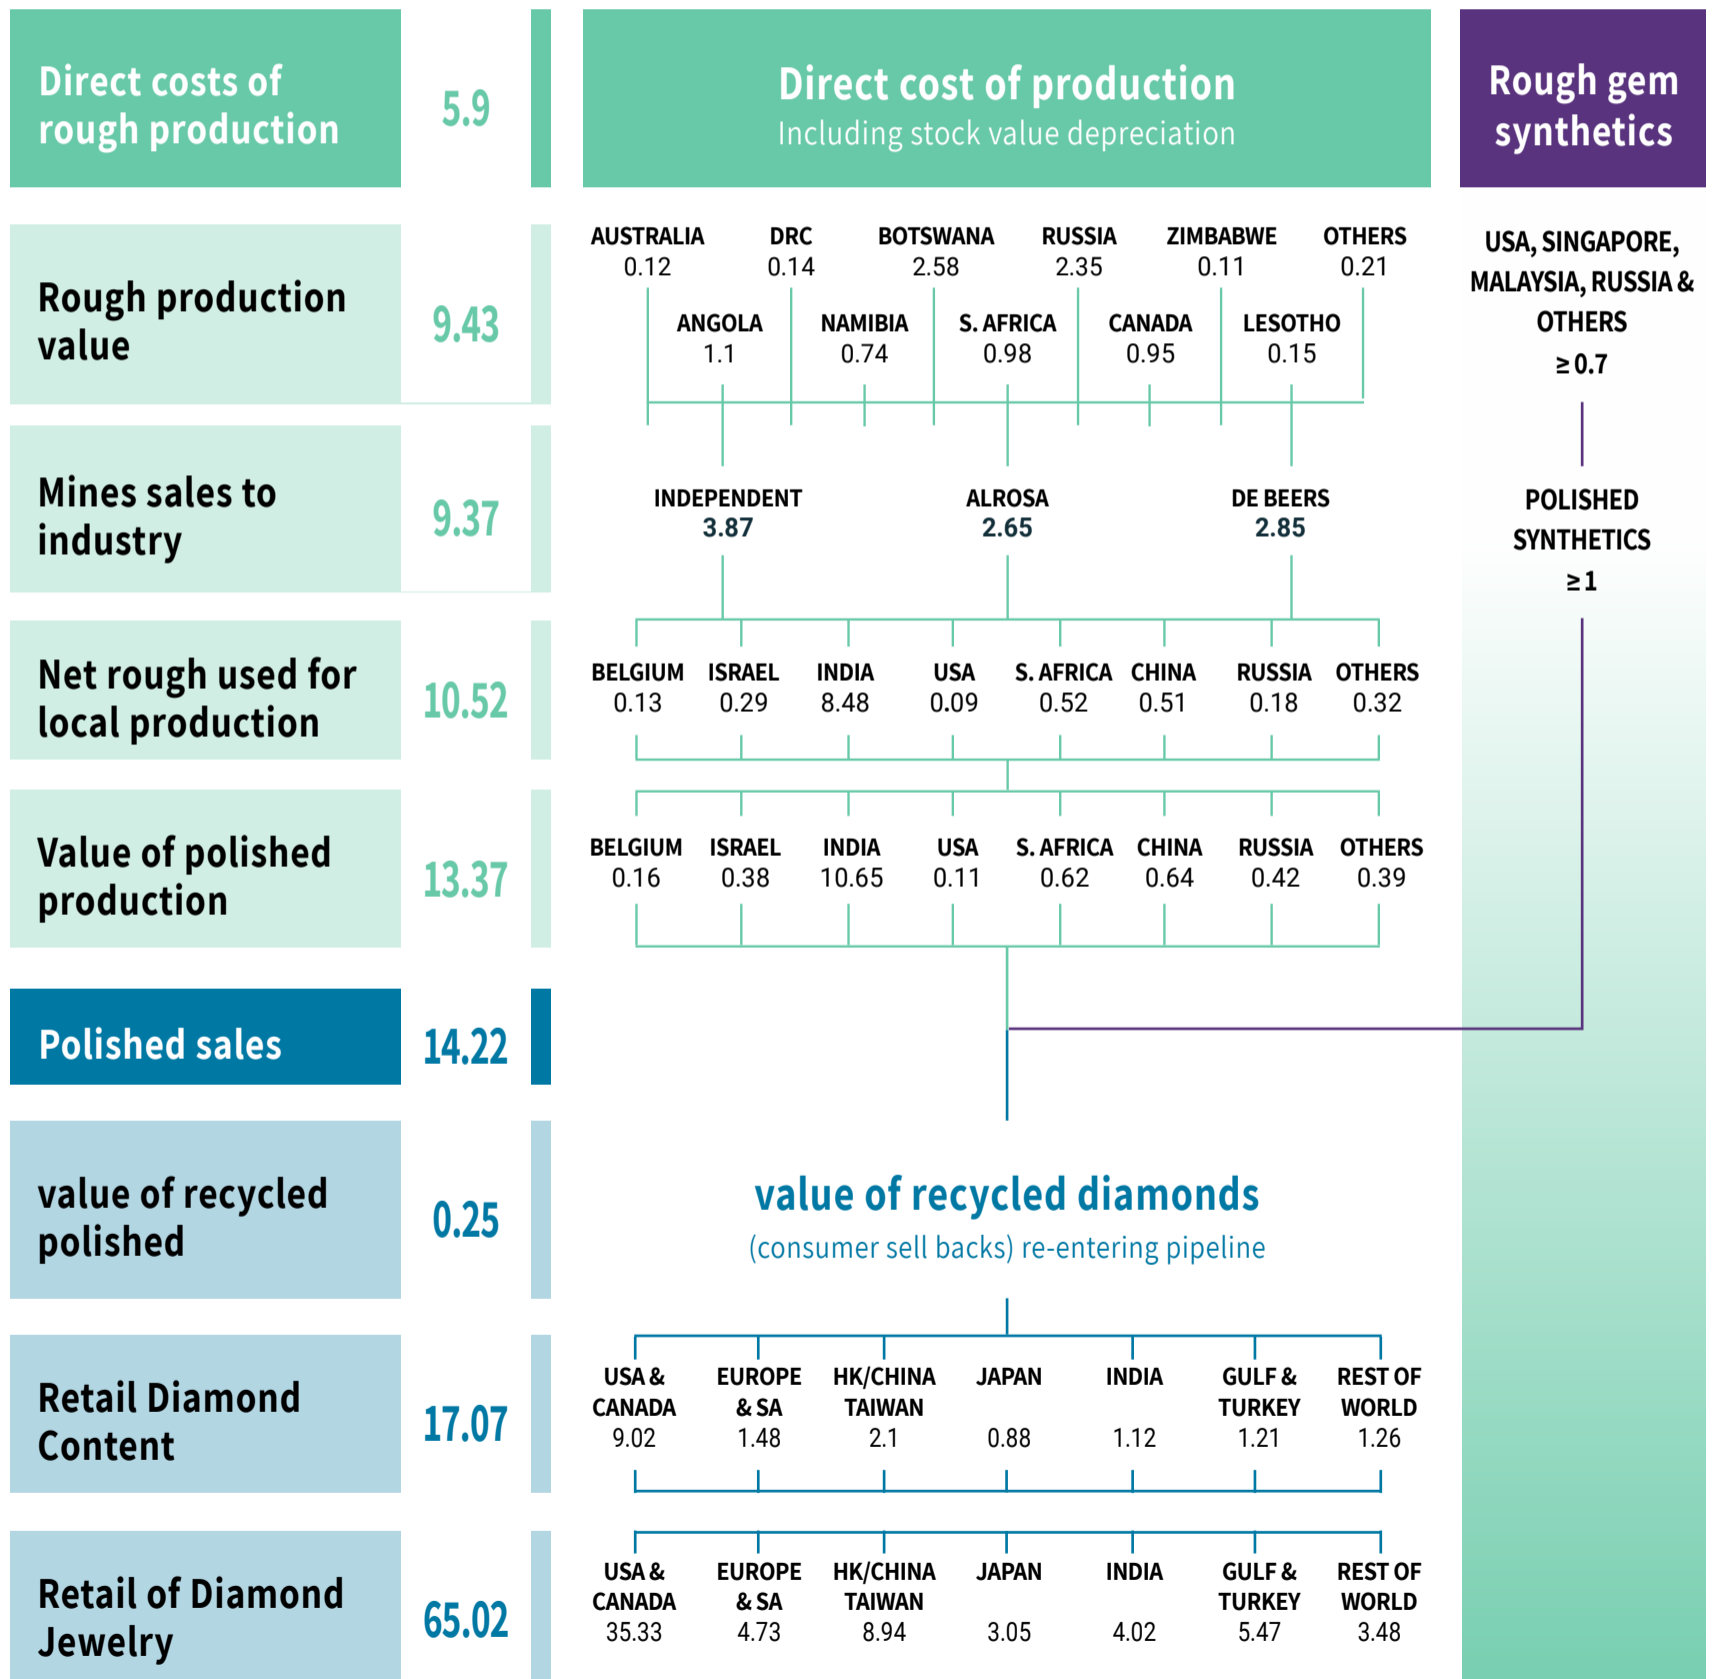 Direct costs of
rough production
5.9
Direct cost of production
Including stock value depreciation
Rough gem
synthetics
Rough production
value
9.43
AUSTRALIA DRC BOTSWANA RUSSIA ZIMBABWE OTHERS
0.12 0.14 2.58 2.35 0.11 0.21
ANGOLA NAMIBIA S. AFRICA CANADA LESOTHO
1.1 0.74 0.98 0.95 0.15
USA, SINGAPORE,
MALAYSIA, RUSSIA &
OTHERS
≥ 0.7
Mines sales to
industry
9.37
INDEPENDENT ALROSA DE BEERS
3.87 2.65 2.85
POLISHED
SYNTHETICS
≥ 1
Net rough used for
local production
10.52
BELGIUM ISRAEL INDIA USA S. AFRICA CHINA RUSSIA OTHERS
0.13 0.29 8.48 0.09 0.52 0.51 0.18 0.32
Value of polished
production
13.37
BELGIUM ISRAEL INDIA USA S. AFRICA CHINA RUSSIA OTHERS
0.16 0.38 10.65 0.11 0.62 0.64 0.42 0.39
Polished sales
14.22
value of recycled
polished
0.25
value of recycled diamonds
(consumer sell backs) re-entering pipeline
Retail Diamond
Content
17.07
USA & EUROPE HK/CHINA JAPAN INDIA GULF & REST OF
CANADA & SA TAIWAN TURKEY WORLD
9.02 1.48 2.1 0.88 1.12 1.21 1.26
Retail of Diamond
Jewelry
65.02
USA & EUROPE HK/CHINA JAPAN INDIA GULF & REST OF
CANADA & SA TAIWAN TURKEY WORLD
35.33 4.73 8.94 3.05 4.02 5.47 3.48